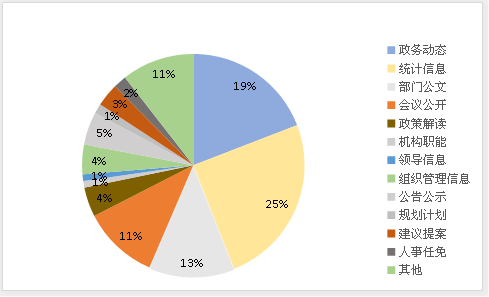 11%
19%
2%
3%
1%
5%
4%
1%
1%
4%
25%
11%
13%
政务动态
统计信息
部门公文
会议公开
政策解读
机构职能
领导信息
组织管理信息
公告公示
规划计划
建议提案
人事任免
其他